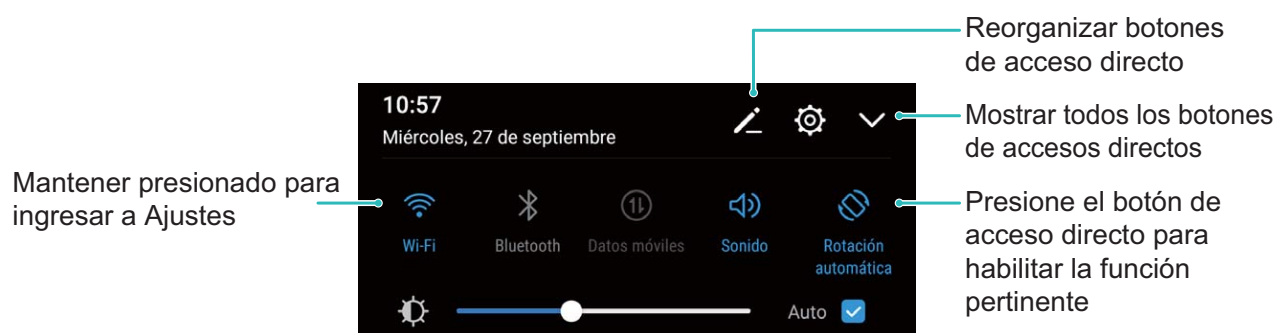 Reorganizar botones
de acceso directo
10:57
Miércoles, 27 de septiembre
Mostrar todos los botones
de accesos directos
Mantener presionado para
ingresar a Ajustes
Wi-Fi
Bluetooth
Datos móviles
Sonido
Rotación
automática
Presione el botón de
acceso directo para
habilitar la función
pertinente
Auto